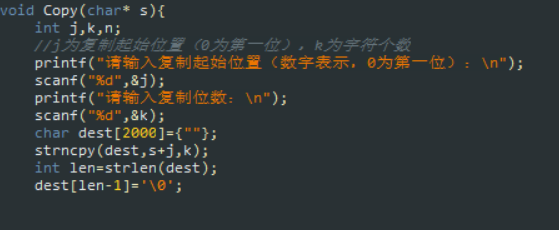 void Copy(char* s){
int j,k,n;
//j为复制起始位置（0为第一位），k为字符个数
printf("请输入复制起始位置（数字表示，0为第一位）：\n");
scanf("%d",&j);
printf("请输入复制位数：\n");
scanf("%d",&k);
char dest[2000]={""};
strncpy(dest,s+j,k);
int len=strlen(dest);
dest[len-1]='\0';